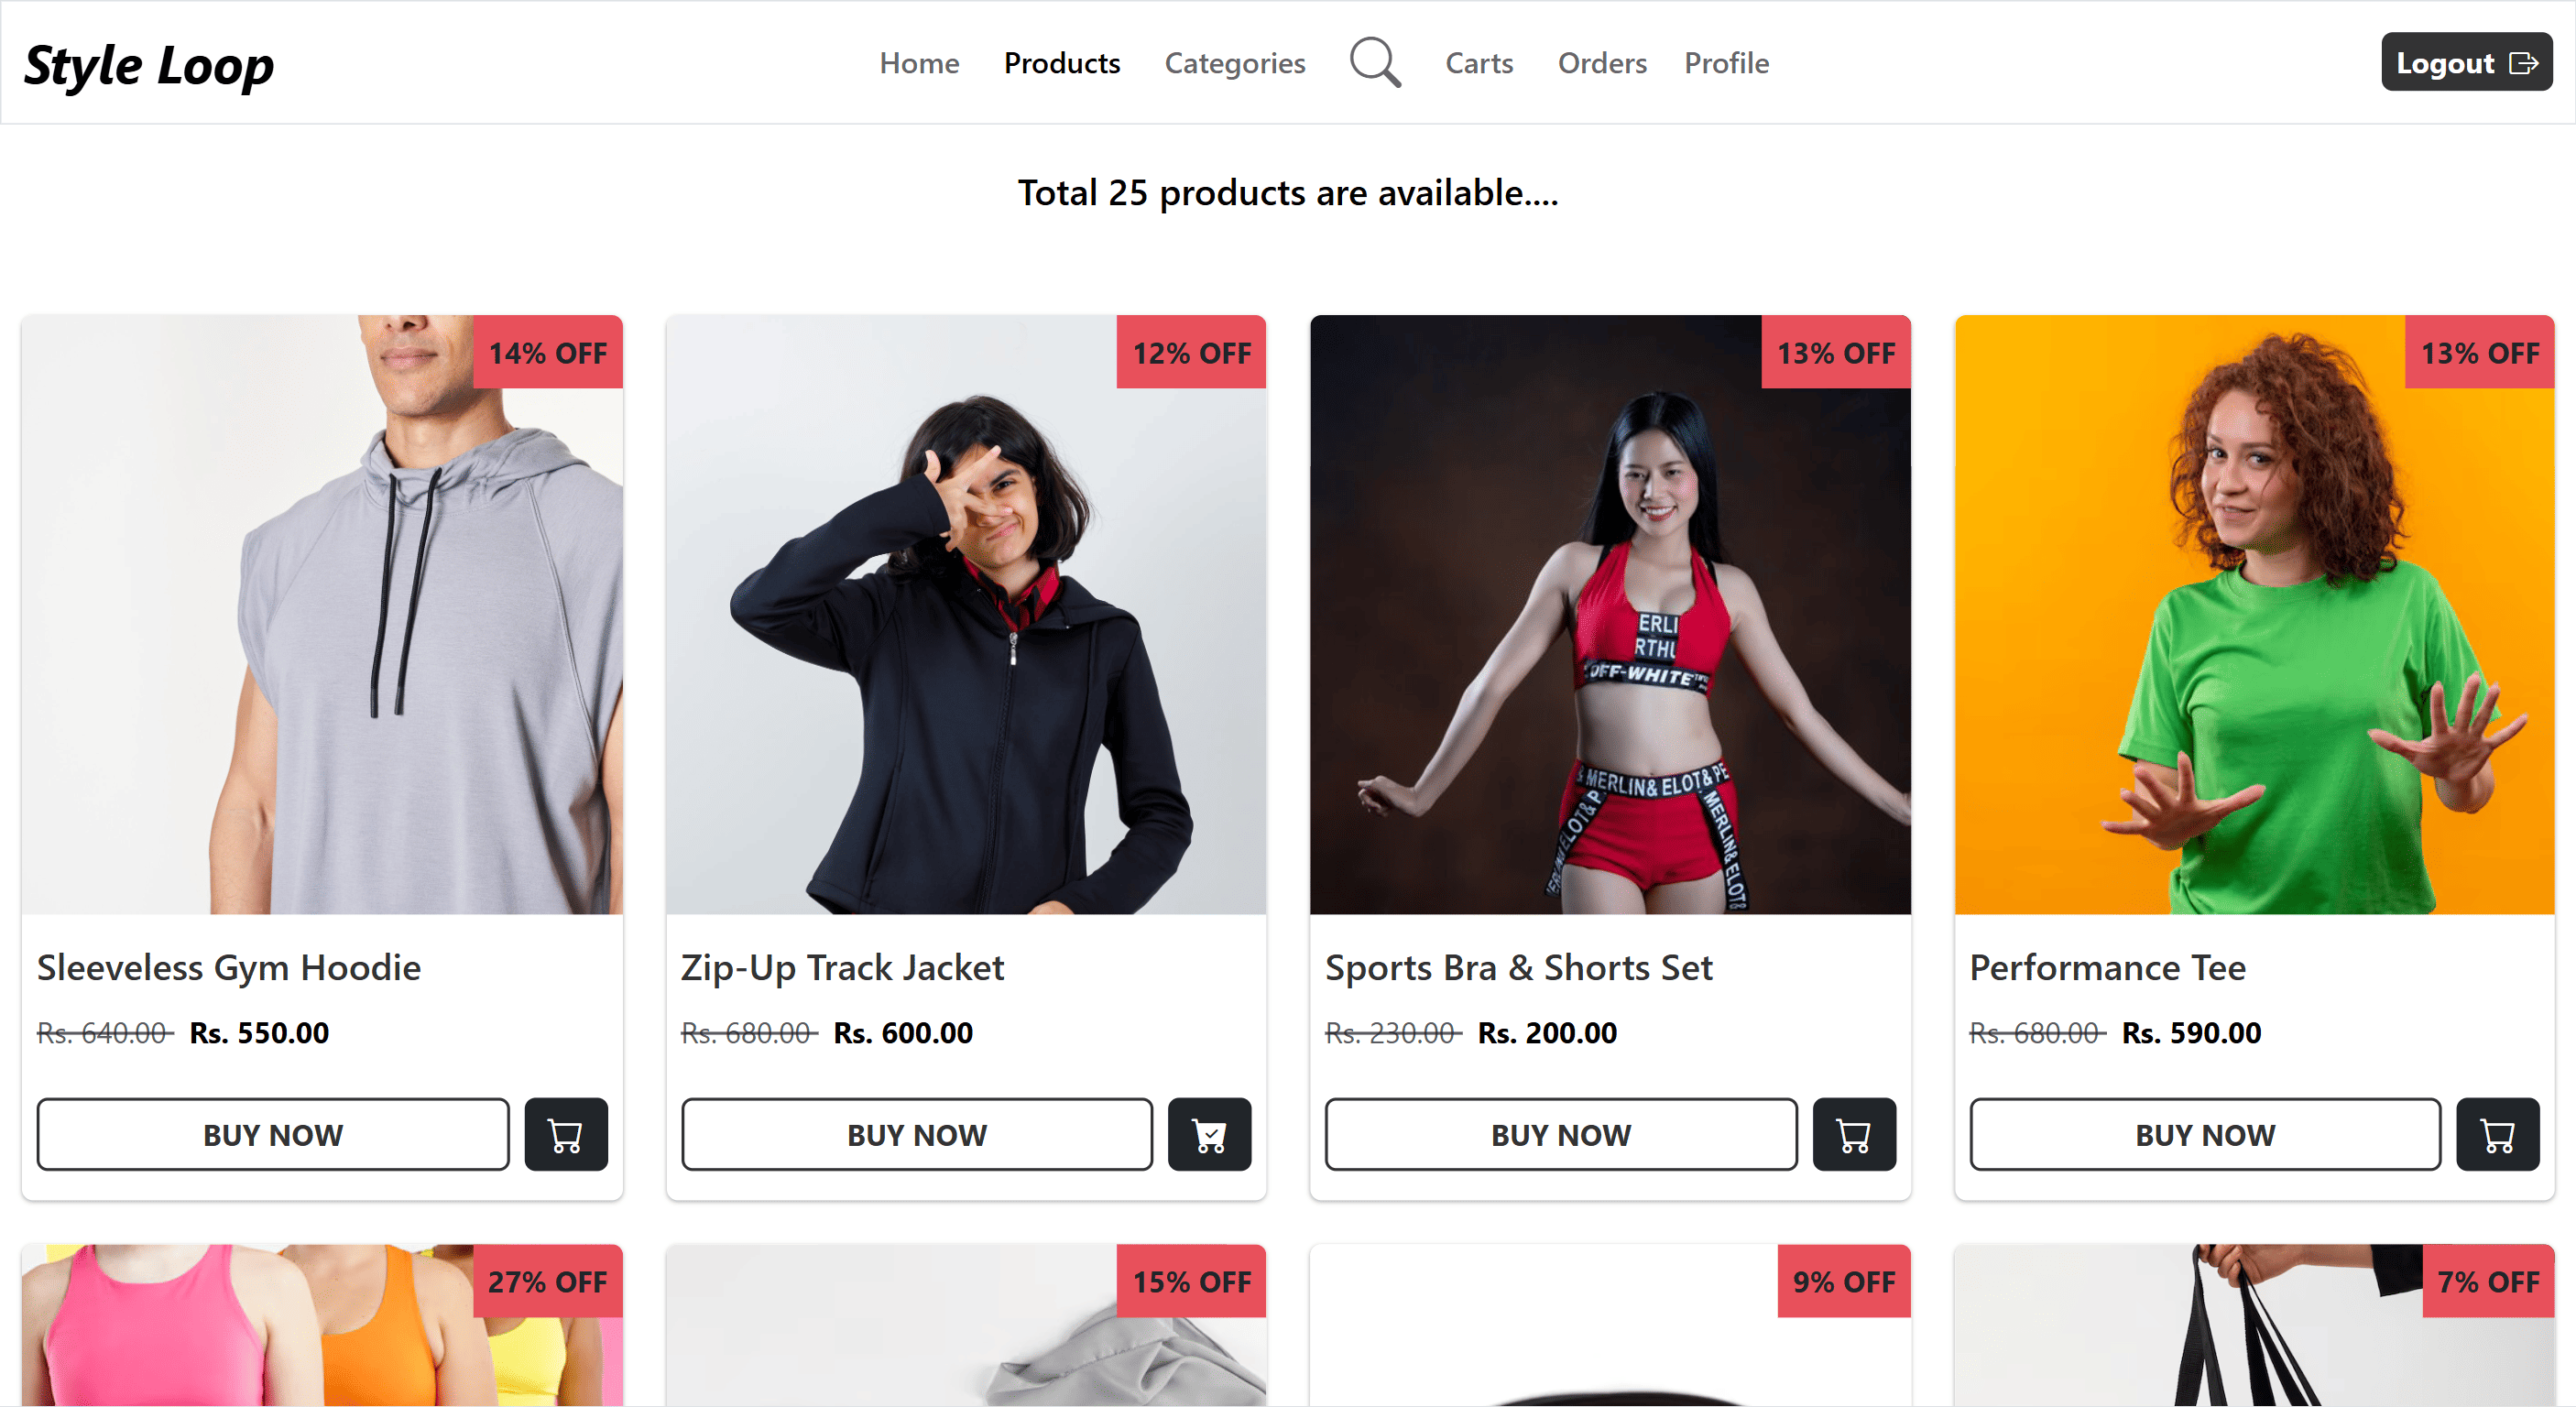 Style Loop
Home Products Categories Carts Orders Profile
Logout
Total 25 products are available....
14% OFF
12% OFF
13% OFF
13% OFF
ERLI
RTHU
OFF-WHITE
& MERLIN& ELOT& PE
MERLIN& ELOT& P
MERLIN&ELOT&
Sleeveless Gym Hoodie
Rs. 640.00 Rs. 550.00
BUY NOW
Zip-Up Track Jacket
Rs. 680.00 Rs. 600.00
BUY NOW
Sports Bra & Shorts Set
Rs. 230.00 Rs. 200.00
BUY NOW
Performance Tee
Rs. 680.00 Rs. 590.00
BUY NOW
27% OFF
15% OFF
9% OFF
7% OFF